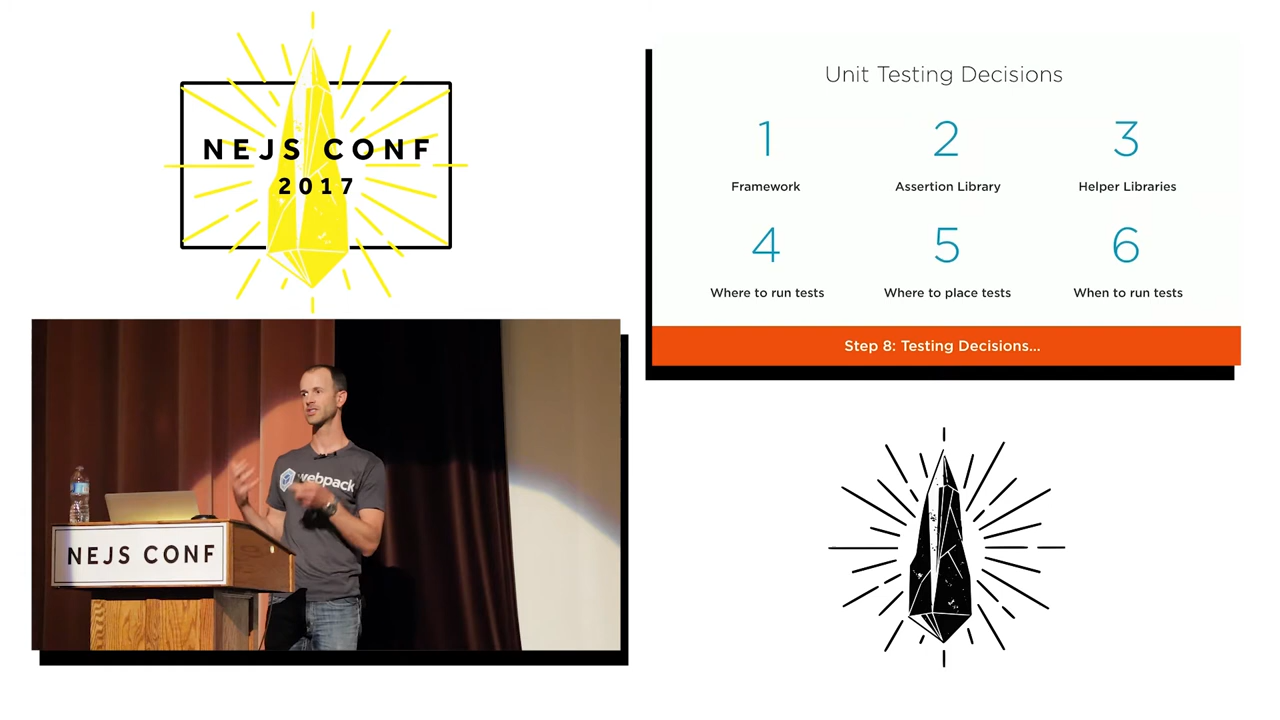 NEJS CONF
2017
Unit Testing Decisions
1
2
3
Framework
Assertion Library
Helper Libraries
4
5
6
Where to run tests
Where to place tests
When to run tests
Step 8: Testing Decisions...
webpack
NEJS CONF